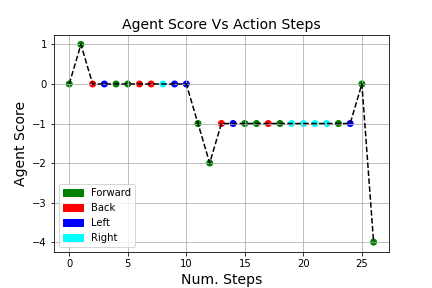 Agent Score Vs Action Steps
1
0
−1
−2
−3
−4
Agent Score
Forward
Back
Left
Right
0 5 10 15 20 25
Num. Steps